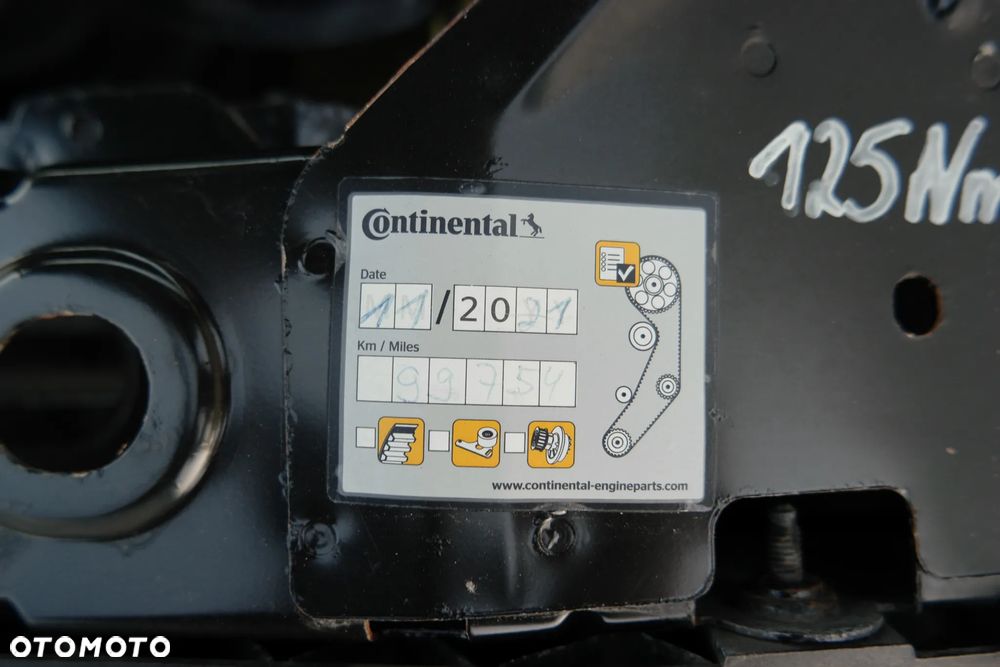 125Nm
Continental
Date
11/2021
Km / Miles
99754
www.continental-engineparts.com
OTOMOTO